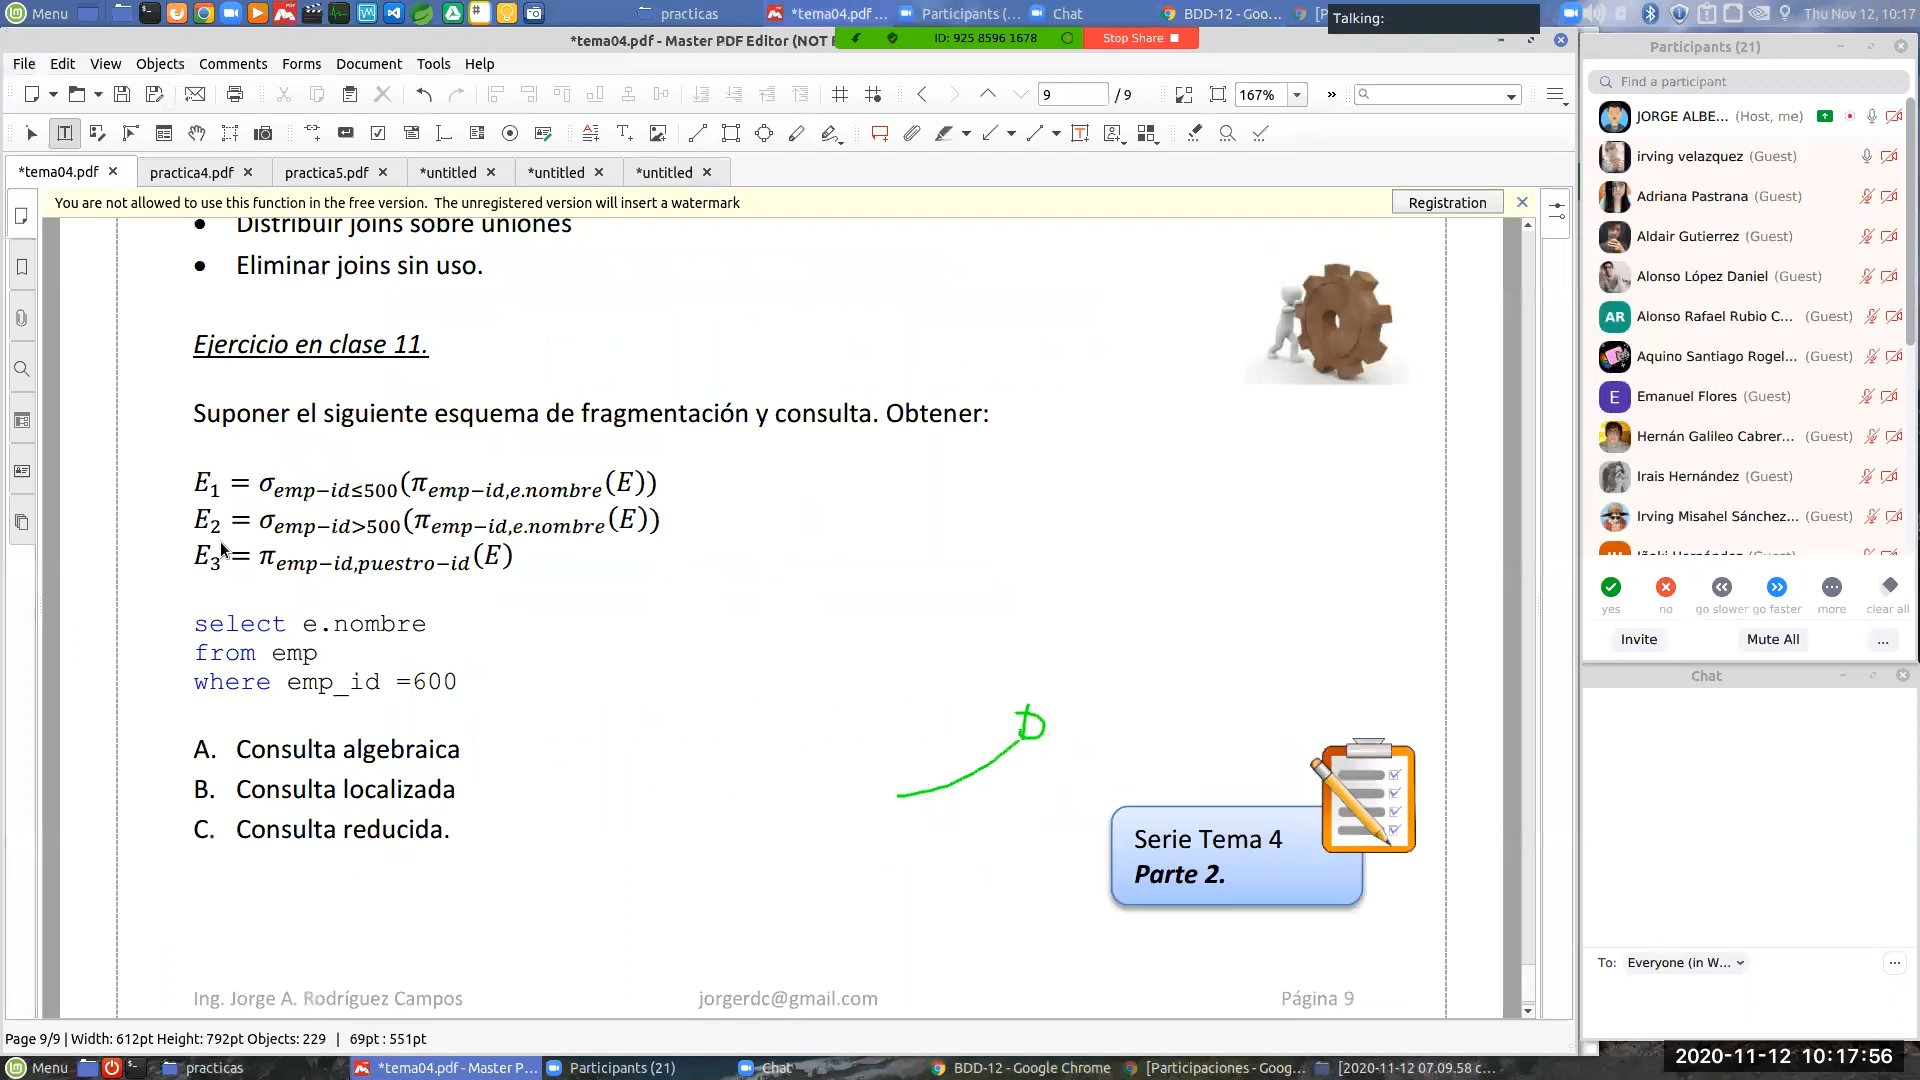 Menu
practicas
*tema04.pdf ...
Participants (...
Chat
BDD-12 - Goo...
[P
Talking:
Thu Nov 12, 10:17
*tema04.pdf - Master PDF Editor (NOT R
ID: 925 8596 1678
Stop Share
File Edit View Objects Comments Forms Document Tools Help
9 / 9
167%
*tema04.pdf
practica4.pdf
practica5.pdf
*untitled
*untitled
*untitled
You are not allowed to use this function in the free version. The unregistered version will insert a watermark
Registration
• Distribuir joins sobre uniones
• Eliminar joins sin uso.
Ejercicio en clase 11.
Suponer el siguiente esquema de fragmentación y consulta. Obtener:
E₁ = σ_{emp−id≤500}(π_{emp−id,e.nombre}(E))
E₂ = σ_{emp−id>500}(π_{emp−id,e.nombre}(E))
E₃ = π_{emp−id,puestro−id}(E)
select e.nombre
from emp
where emp_id =600
D
A. Consulta algebraica
B. Consulta localizada
C. Consulta reducida.
Serie Tema 4
Parte 2.
Ing. Jorge A. Rodríguez Campos
jorgerdc@gmail.com
Página 9
Page 9/9 | Width: 612pt Height: 792pt Objects: 229 | 69pt : 551pt
Participants (21)
Find a participant
JORGE ALBE... (Host, me)
irving velazquez (Guest)
Adriana Pastrana (Guest)
Aldair Gutierrez (Guest)
Alonso López Daniel (Guest)
AR Alonso Rafael Rubio C... (Guest)
Aquino Santiago Rogel... (Guest)
E Emanuel Flores (Guest)
Hernán Galileo Cabrer... (Guest)
Irais Hernández (Guest)
Irving Misahel Sánchez... (Guest)
yes no go slower go faster more clear all
Invite
Mute All
...
Chat
To: Everyone (in W...
Menu
practicas
*tema04.pdf - Master P...
Participants (21)
Chat
BDD-12 - Google Chrome
[Participaciones - Goog...
[2020-11-12 07.09.58 c...
2020-11-12 10:17:56